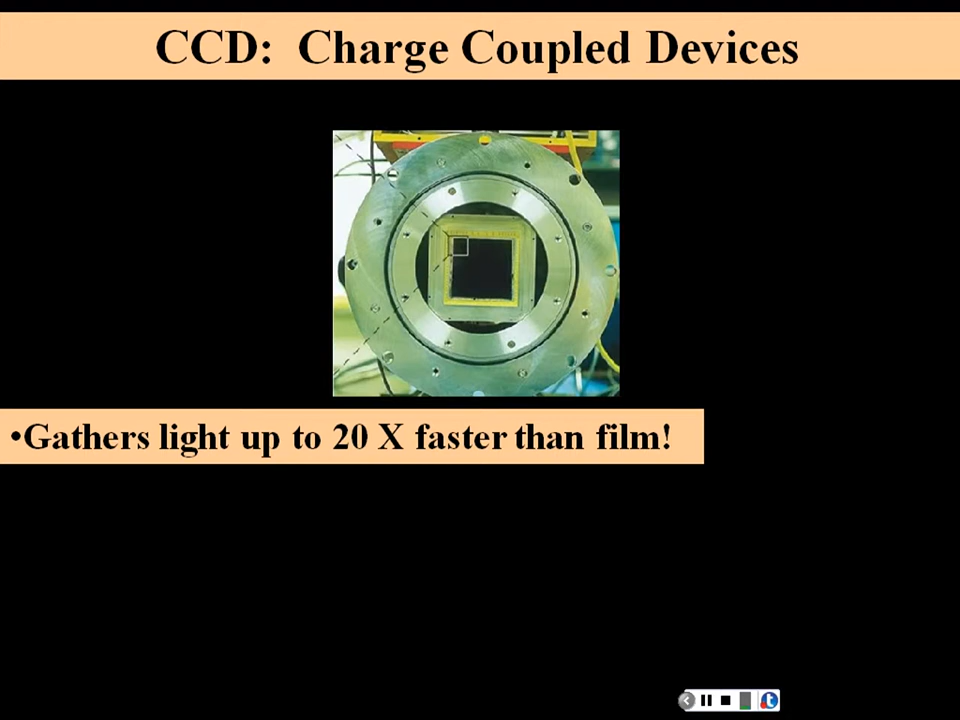 CCD:  Charge Coupled Devices
•Gathers light up to 20 X faster than film!
t